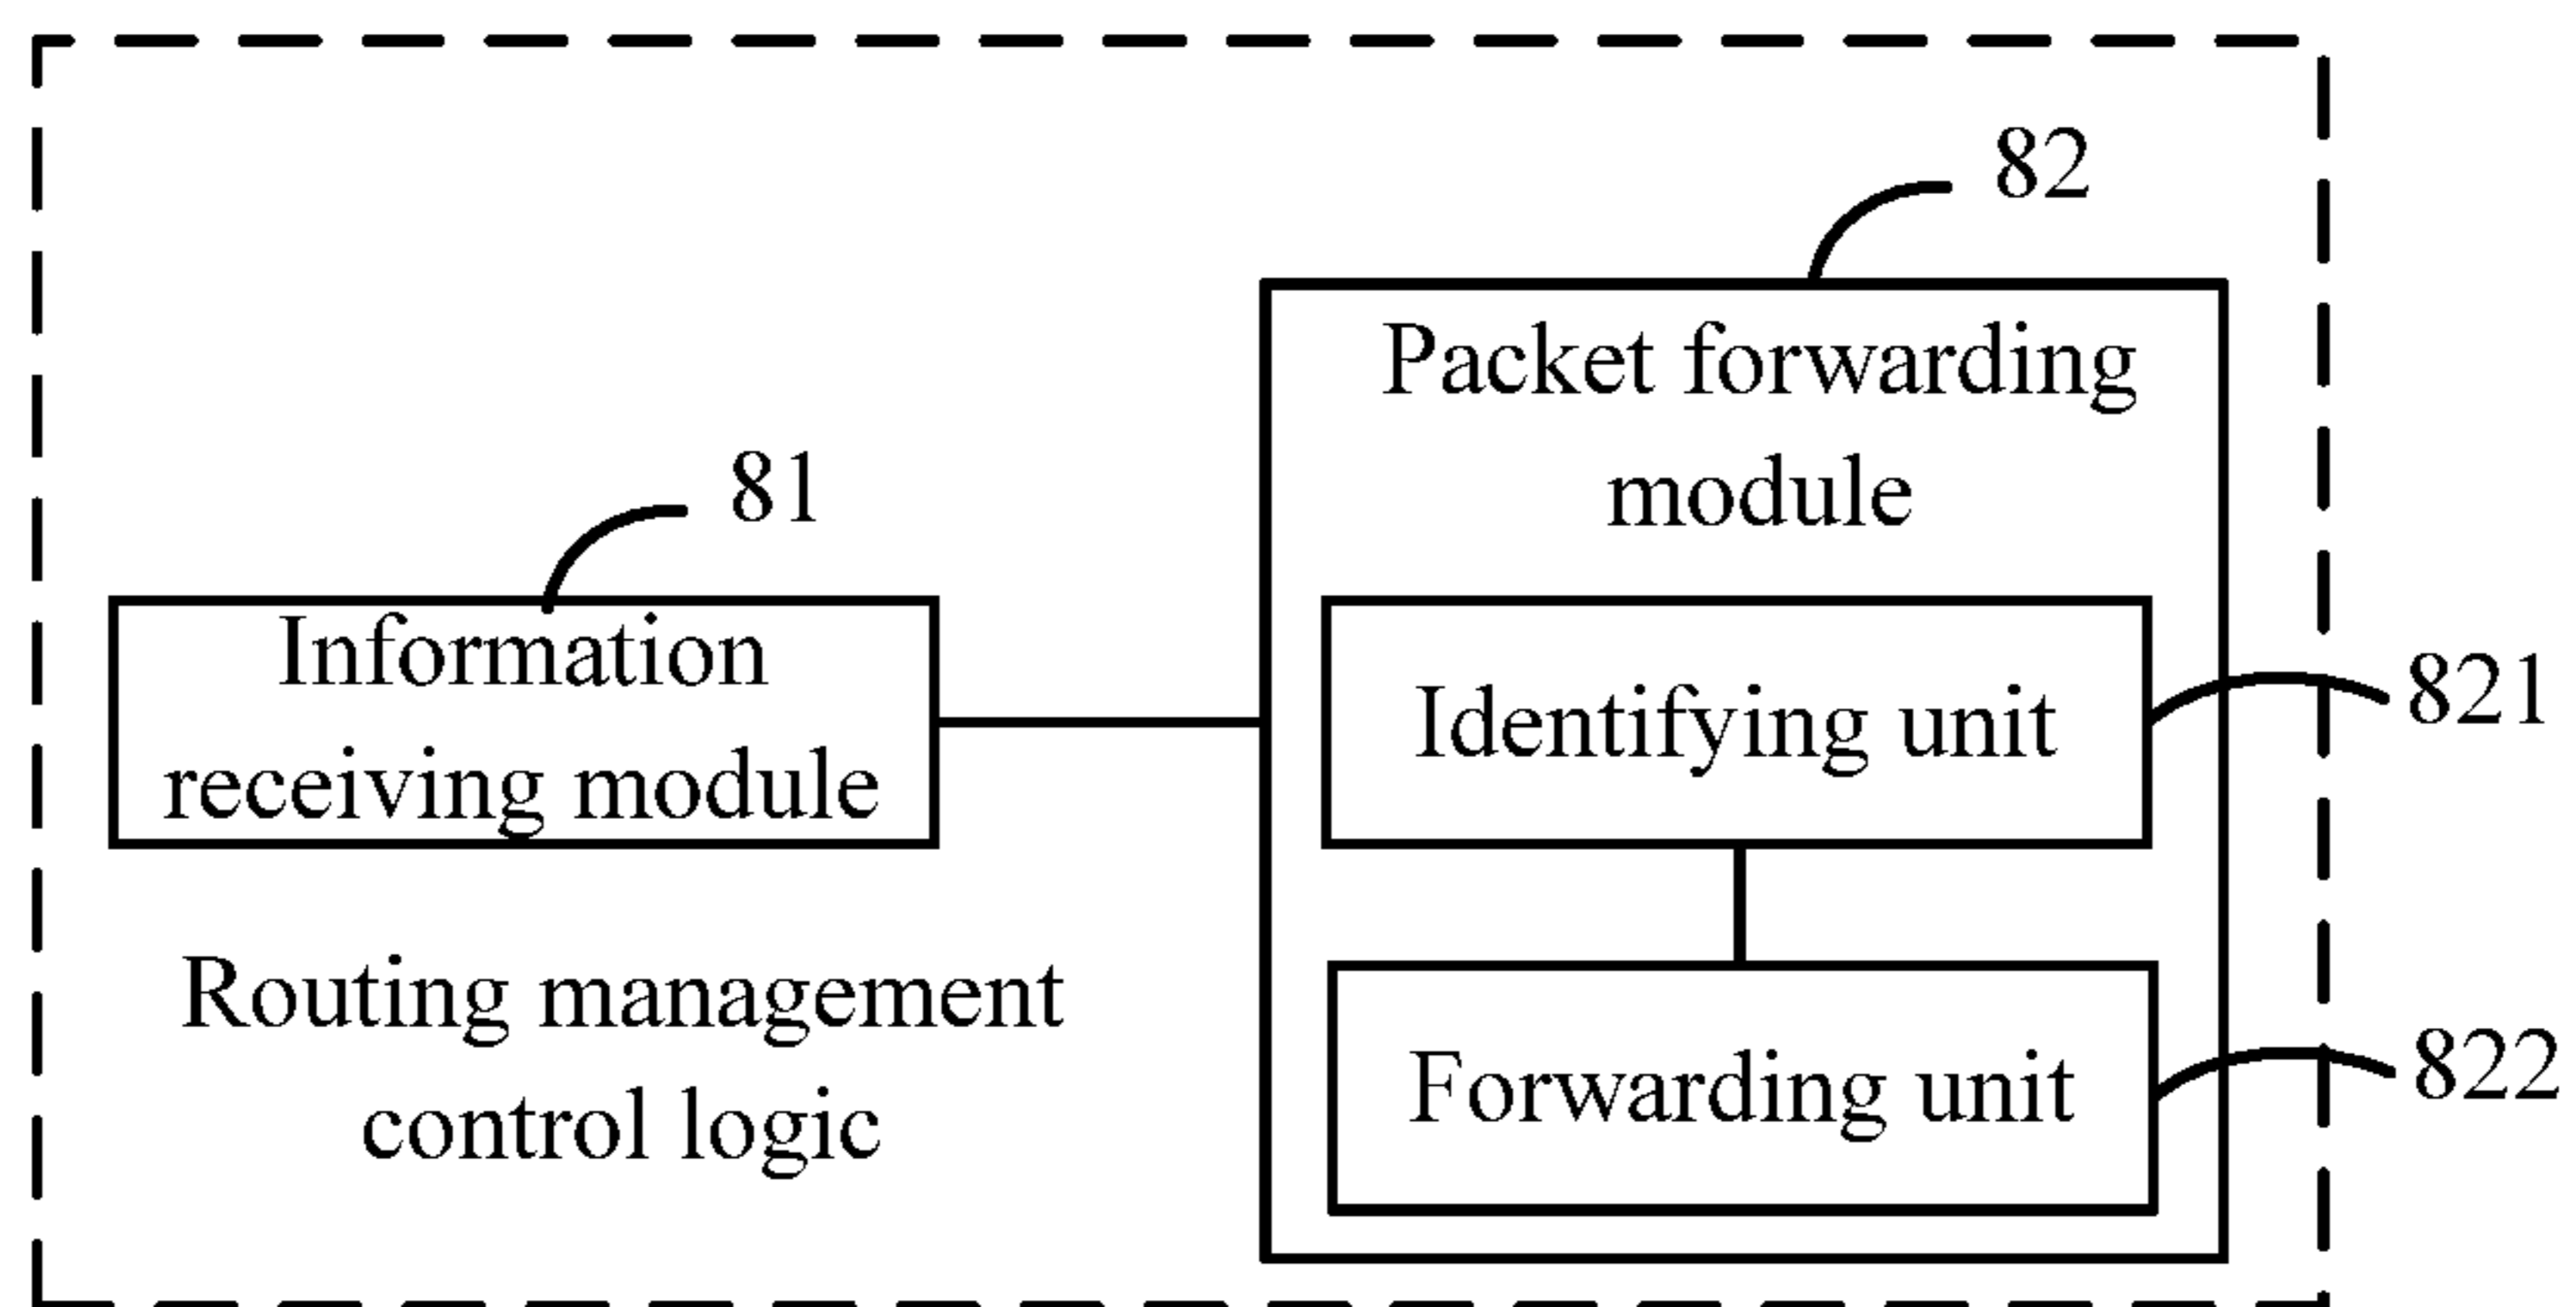 82
Packet forwarding
module
81
Information
receiving module
Identifying unit
821
Routing management
control logic
Forwarding unit
822